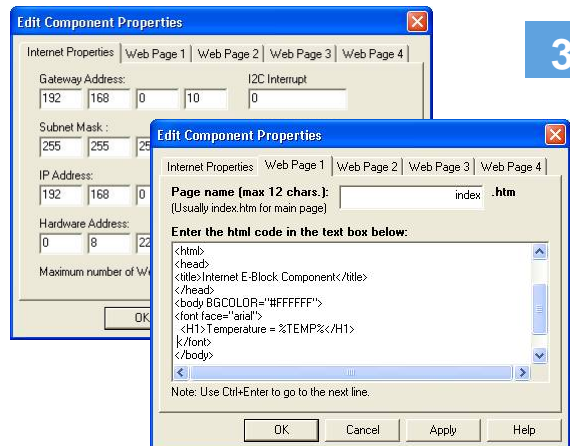 Edit Component Properties
Internet Properties Web Page 1 Web Page 2 Web Page 3 Web Page 4
Gateway Address: I2C Interrupt
192 168 0 10 0
Subnet Mask :
255 255
IP Address:
192 168 0
Hardware Address:
0 8
Maximum number of
OK
3
Edit Component Properties
Internet Properties Web Page 1 Web Page 2 Web Page 3 Web Page 4
Page name (max 12 chars.): index .htm
(Usually index.htm for main page)
Enter the html code in the text box below:
<html>
<head>
<title>Internet E-Block Component</title>
</head>
<body BGCOLOR="#FFFFFF">
<font face="arial">
<H1>Temperature = %TEMP%</H1>
</font>
</body>
Note: Use Ctrl+Enter to go to the next line.
OK Cancel Apply Help